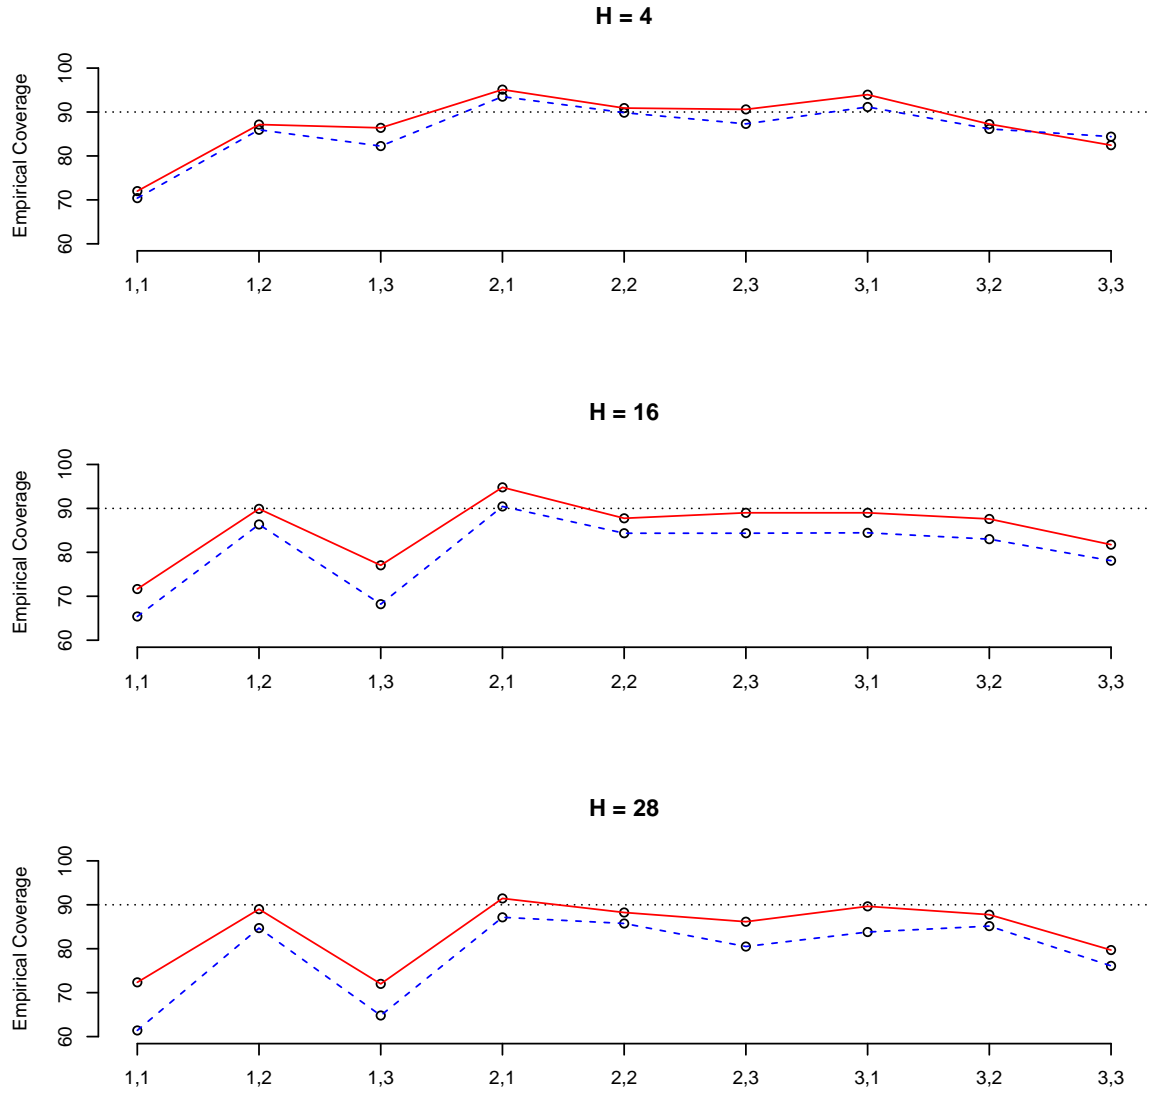 H = 4
Empirical Coverage
60 70 80 90 100
1,1 1,2 1,3 2,1 2,2 2,3 3,1 3,2 3,3
H = 16
Empirical Coverage
60 70 80 90 100
1,1 1,2 1,3 2,1 2,2 2,3 3,1 3,2 3,3
H = 28
Empirical Coverage
60 70 80 90 100
1,1 1,2 1,3 2,1 2,2 2,3 3,1 3,2 3,3